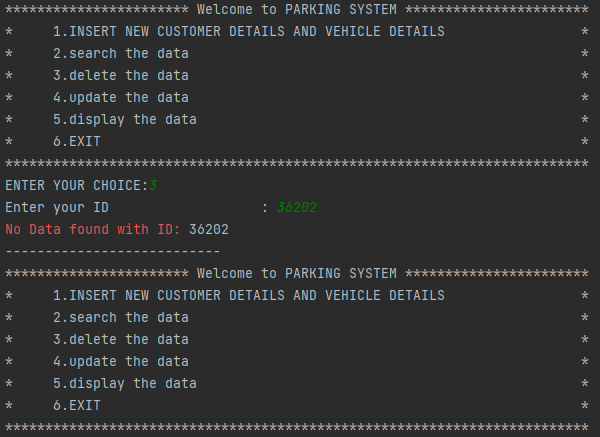 *********************** Welcome to PARKING SYSTEM ***********************
*     1.INSERT NEW CUSTOMER DETAILS AND VEHICLE DETAILS                 *
*     2.search the data                                                 *
*     3.delete the data                                                 *
*     4.update the data                                                 *
*     5.display the data                                                *
*     6.EXIT                                                            *
*************************************************************************
ENTER YOUR CHOICE:3
Enter your ID                   : 36202
No Data found with ID: 36202
---------------------------
*********************** Welcome to PARKING SYSTEM ***********************
*     1.INSERT NEW CUSTOMER DETAILS AND VEHICLE DETAILS                 *
*     2.search the data                                                 *
*     3.delete the data                                                 *
*     4.update the data                                                 *
*     5.display the data                                                *
*     6.EXIT                                                            *
*************************************************************************